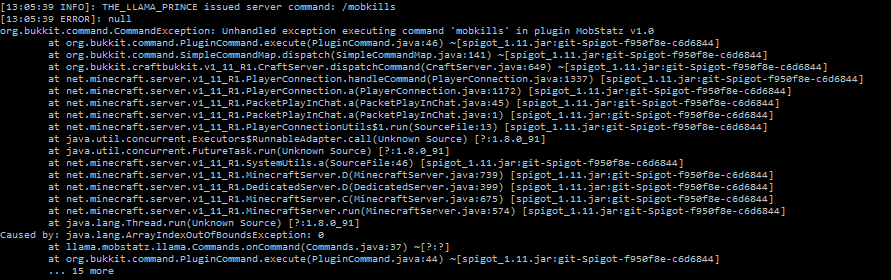 [13:05:39 INFO]: THE_LLAMA_PRINCE issued server command: /mobkills
[13:05:39 ERROR]: null
org.bukkit.command.CommandException: Unhandled exception executing command 'mobkills' in plugin MobStatz v1.0
at org.bukkit.command.PluginCommand.execute(PluginCommand.java:46) ~[spigot_1.11.jar:git-Spigot-f950f8e-c6d6844]
at org.bukkit.command.SimpleCommandMap.dispatch(SimpleCommandMap.java:141) ~[spigot_1.11.jar:git-Spigot-f950f8e-c6d6844]
at org.bukkit.craftbukkit.v1_11_R1.CraftServer.dispatchCommand(CraftServer.java:649) ~[spigot_1.11.jar:git-Spigot-f950f8e-c6d6844]
at net.minecraft.server.v1_11_R1.PlayerConnection.handleCommand(PlayerConnection.java:1337) [spigot_1.11.jar:git-Spigot-f950f8e-c6d6844]
at net.minecraft.server.v1_11_R1.PlayerConnection.a(PlayerConnection.java:1172) [spigot_1.11.jar:git-Spigot-f950f8e-c6d6844]
at net.minecraft.server.v1_11_R1.PacketPlayInChat.a(PacketPlayInChat.java:45) [spigot_1.11.jar:git-Spigot-f950f8e-c6d6844]
at net.minecraft.server.v1_11_R1.PacketPlayInChat.a(PacketPlayInChat.java:1) [spigot_1.11.jar:git-Spigot-f950f8e-c6d6844]
at net.minecraft.server.v1_11_R1.PlayerConnectionUtils$1.run(SourceFile:13) [spigot_1.11.jar:git-Spigot-f950f8e-c6d6844]
at java.util.concurrent.Executors$RunnableAdapter.call(Unknown Source) [?:1.8.0_91]
at java.util.concurrent.FutureTask.run(Unknown Source) [?:1.8.0_91]
at net.minecraft.server.v1_11_R1.SystemUtils.a(SourceFile:46) [spigot_1.11.jar:git-Spigot-f950f8e-c6d6844]
at net.minecraft.server.v1_11_R1.MinecraftServer.D(MinecraftServer.java:739) [spigot_1.11.jar:git-Spigot-f950f8e-c6d6844]
at net.minecraft.server.v1_11_R1.DedicatedServer.D(DedicatedServer.java:399) [spigot_1.11.jar:git-Spigot-f950f8e-c6d6844]
at net.minecraft.server.v1_11_R1.MinecraftServer.C(MinecraftServer.java:675) [spigot_1.11.jar:git-Spigot-f950f8e-c6d6844]
at net.minecraft.server.v1_11_R1.MinecraftServer.run(MinecraftServer.java:574) [spigot_1.11.jar:git-Spigot-f950f8e-c6d6844]
at java.lang.Thread.run(Unknown Source) [?:1.8.0_91]
Caused by: java.lang.ArrayIndexOutOfBoundsException: 0
at llama.mobstatz.llama.Commands.onCommand(Commands.java:37) ~[?:?]
at org.bukkit.command.PluginCommand.execute(PluginCommand.java:44) ~[spigot_1.11.jar:git-Spigot-f950f8e-c6d6844]
... 15 more